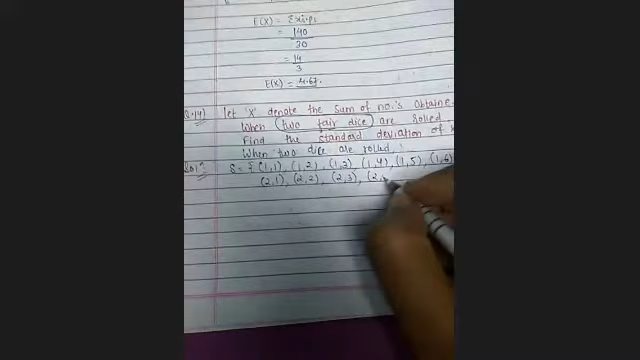 E(X) = Σxi.pi
= 140
30
= 14
3
E(X) = 4.67.
Q.14) let 'X' denote the sum of no.'s Obtaine
When two fair dice are rolled.
Find the standard deviation of X
Soln When two dice are rolled,
S = { (1,1), (1,2), (1,3), (1,4), (1,5), (1,6)
(2,1), (2,2), (2,3), (2,